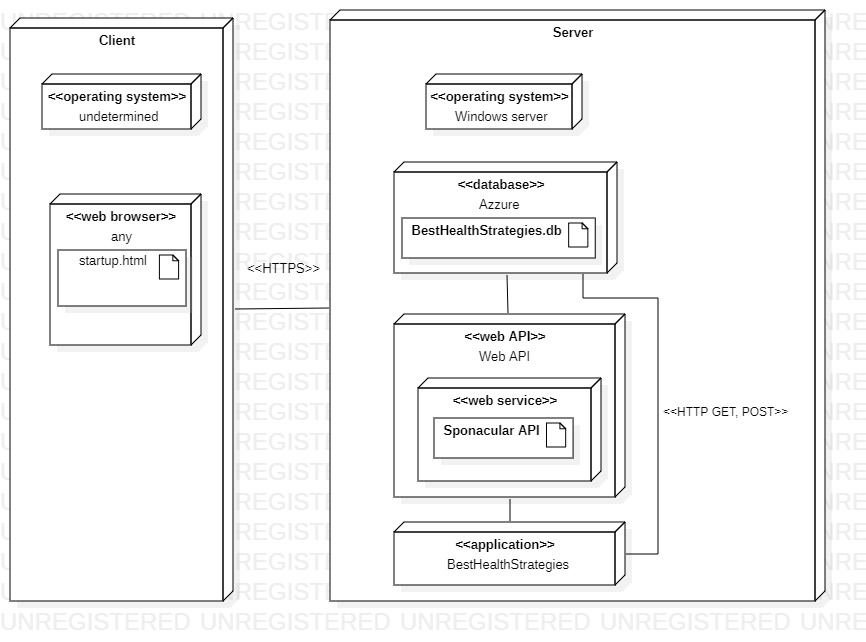 Client
<<operating system>>
undetermined
<<web browser>>
any
startup.html
<<HTTPS>>
Server
<<operating system>>
Windows server
<<database>>
Azzure
BestHealthStrategies.db
<<web API>>
Web API
<<web service>>
Sponacular API
<<HTTP GET, POST>>
<<application>>
BestHealthStrategies
UNREGISTERED UNREGISTERED UNREGISTERED UNREGISTERED UNRE